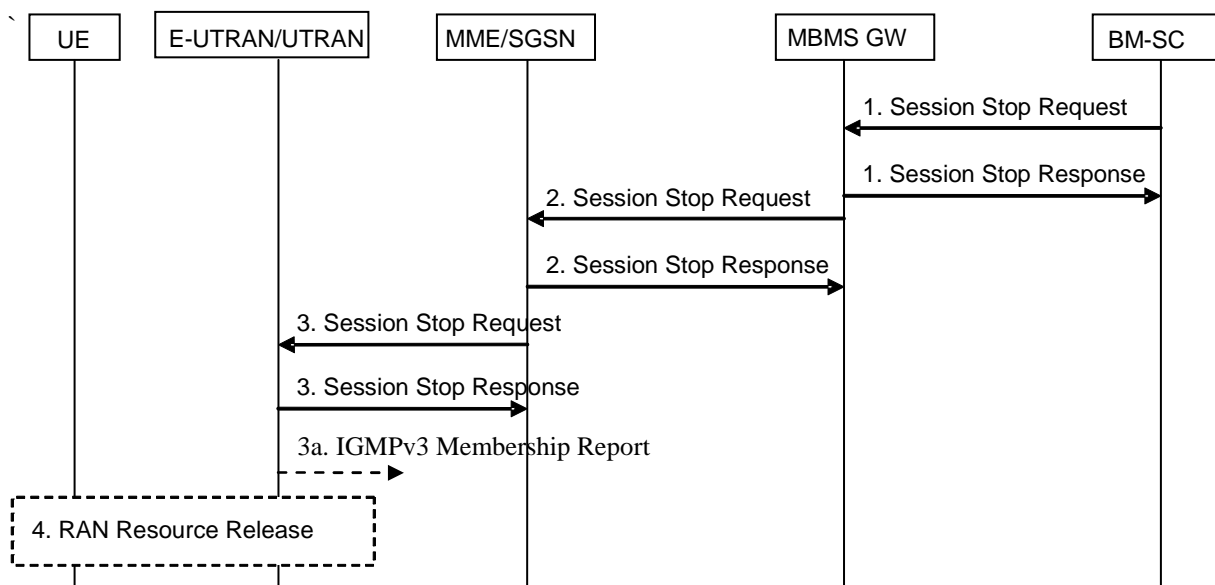 `
UE
E-UTRAN/UTRAN
MME/SGSN
MBMS GW
BM-SC
1. Session Stop Request
1. Session Stop Response
2. Session Stop Request
2. Session Stop Response
3. Session Stop Request
3. Session Stop Response
3a. IGMPv3 Membership Report
4. RAN Resource Release